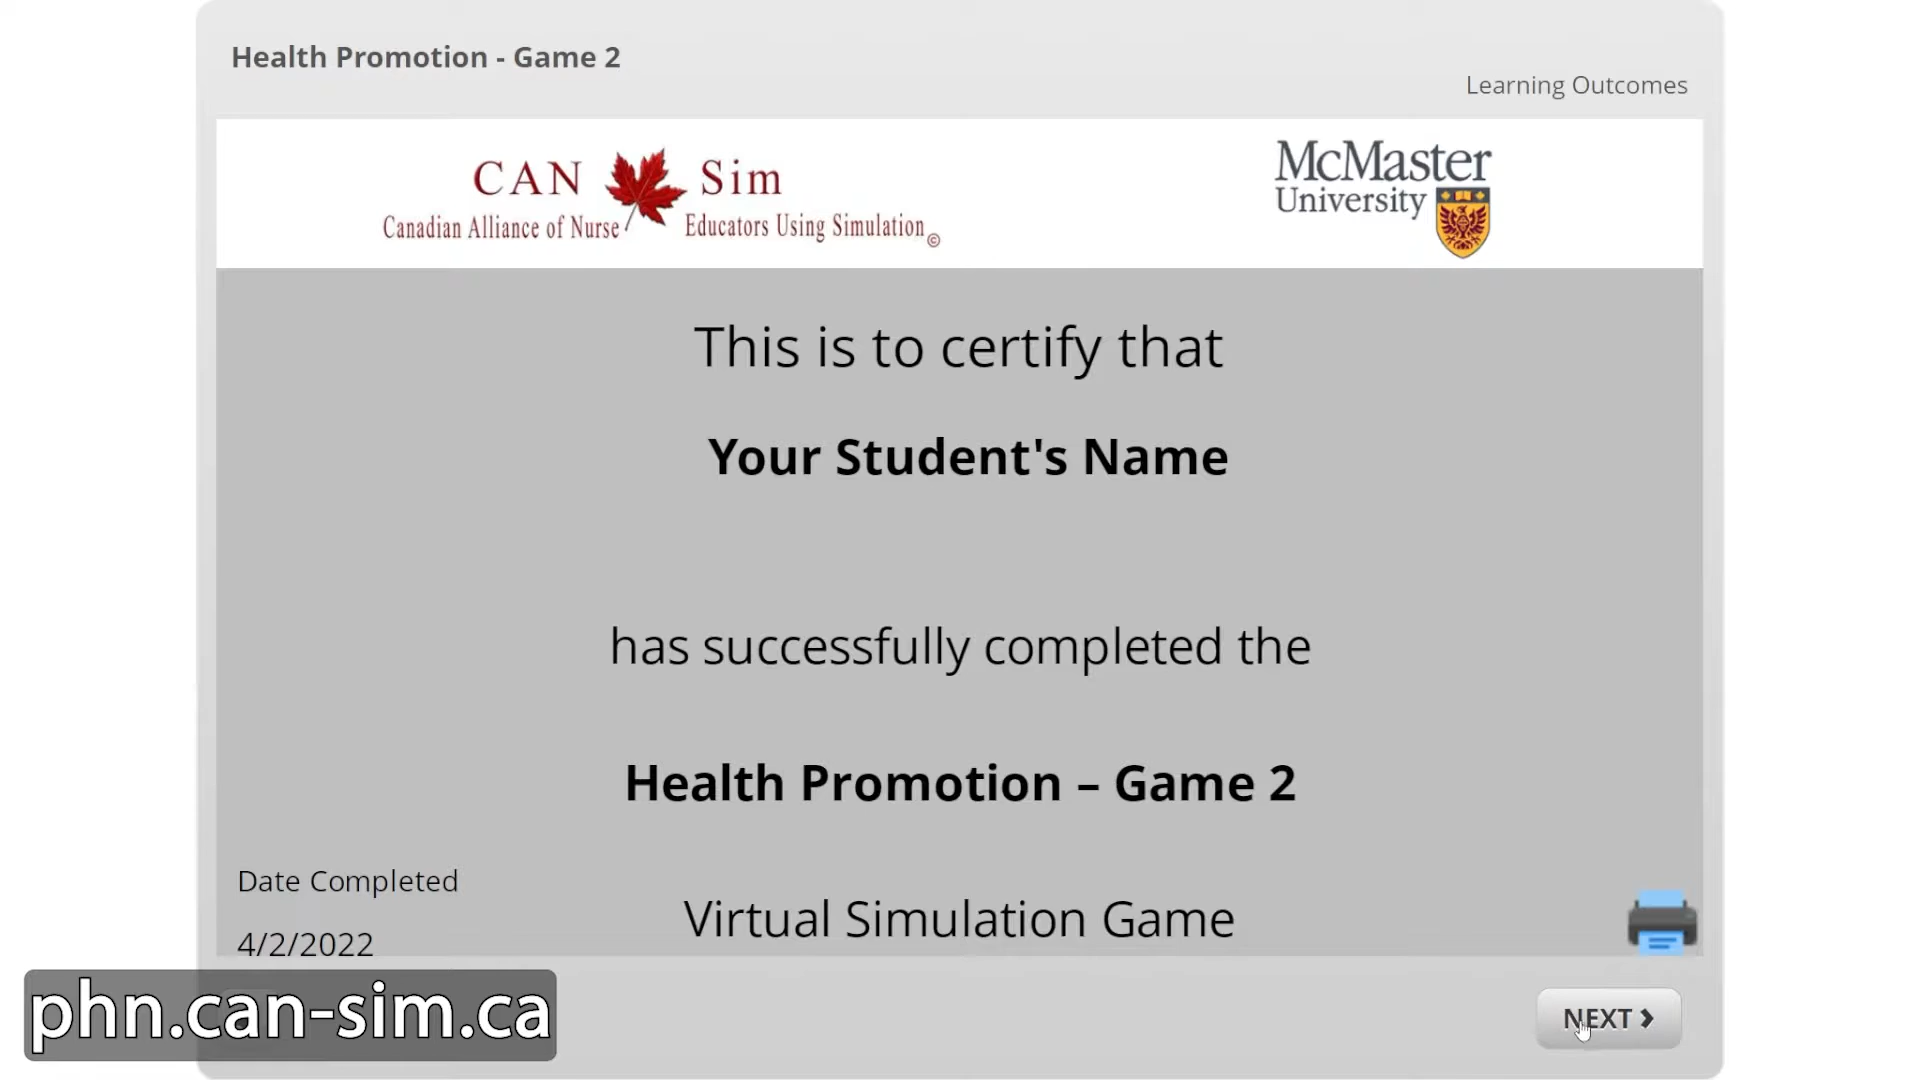 Health Promotion - Game 2
Learning Outcomes
CAN Sim
Canadian Alliance of Nurse Educators Using Simulation ©
McMaster
University
This is to certify that
Your Student's Name
has successfully completed the
Health Promotion – Game 2
Date Completed
Virtual Simulation Game
4/2/2022
phn.can-sim.ca
NEXT ❯